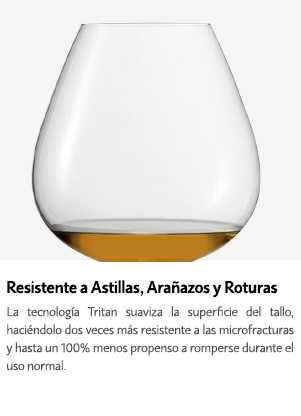 Resistente a Astillas, Arañazos y Roturas
La tecnología Tritan suaviza la superficie del tallo,
haciéndolo dos veces más resistente a las microfracturas
y hasta un 100% menos propenso a romperse durante el
uso normal.